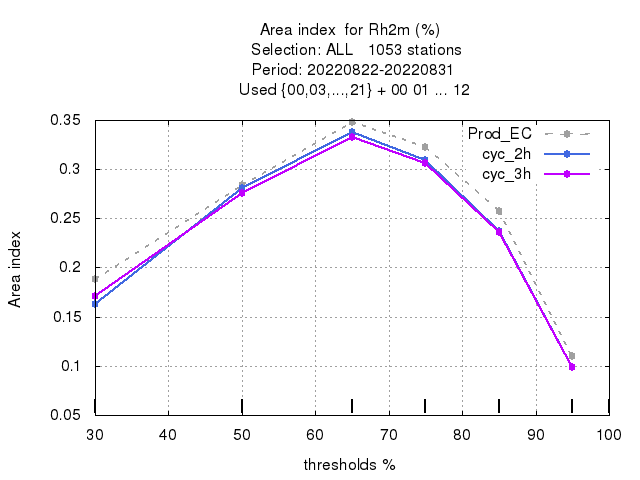 Area index  for Rh2m (%)
Selection: ALL   1053 stations
Period: 20220822-20220831
Used {00,03,...,21} + 00 01 ... 12
0.35
0.3
0.25
0.2
0.15
0.1
0.05
Area index
Prod_EC
cyc_2h
cyc_3h
30 40 50 60 70 80 90 100
thresholds %